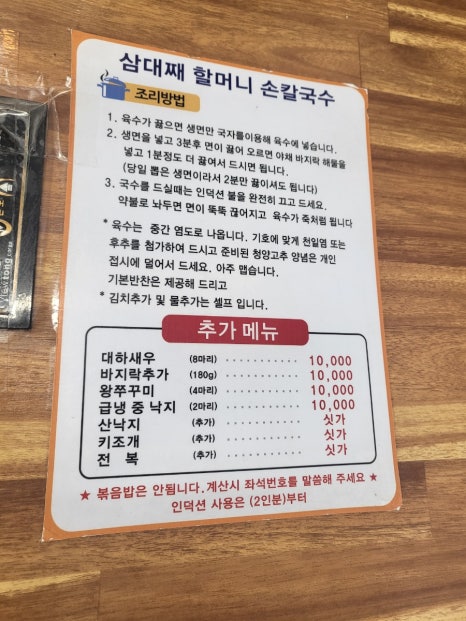 삼대째 할머니 손칼국수
조리방법
1. 육수가 끓으면 생면만 국자를이용해 육수에 넣습니다.
2. 생면을 넣고 3분후 면이 끓어 오르면 야채 바지락 해물을
넣고 1분정도 더 끓여서 드시면 됩니다.
(당일 뽑은 생면이라서 2분만 끓이셔도 됩니다)
3. 국수를 드실때는 인덕션 불을 완전히 끄고 드세요.
약불로 놔두면 면이 뚝뚝 끊어지고 육수가 죽처럼 됩니다
* 육수는 중간 염도로 나옵니다. 기호에 맞게 천일염 또는
후추를 첨가하여 드시고 준비된 청양고추 양념은 개인
접시에 덜어서 드세요. 아주 맵습니다.
기본반찬은 제공해 드리고
* 김치추가 및 물추가는 셀프 입니다.
추가 메뉴
대하새우 (8마리) 10,000
바지락추가 (180g) 10,000
왕쭈꾸미 (4마리) 10,000
급냉 중 낙지 (2마리) 10,000
산낙지 (추가) 싯가
키조개 (추가) 싯가
전 복 (추가) 싯가
★ 볶음밥은 안됩니다. 계산시 좌석번호를 말씀해 주세요 ★
인덕션 사용은 (2인분)부터